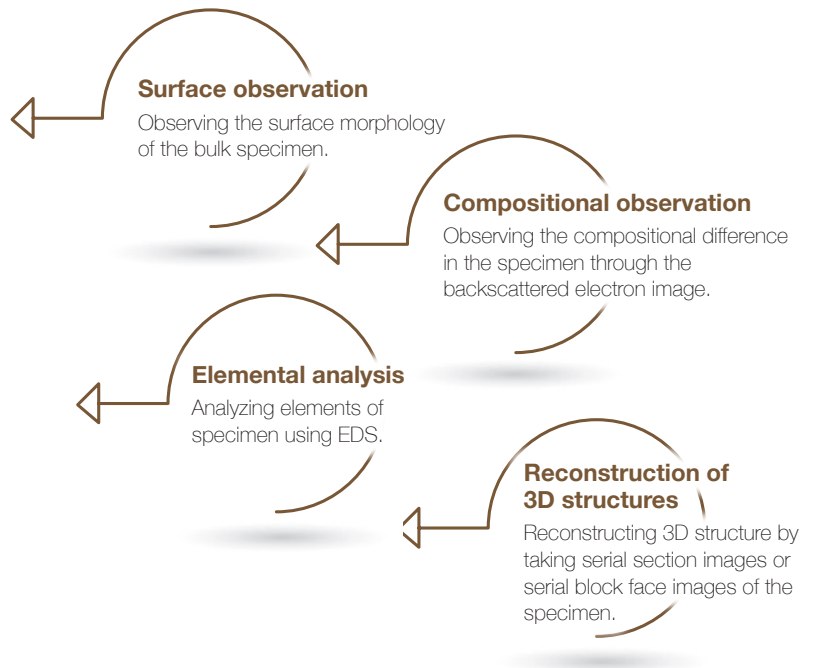 Surface observation
Observing the surface morphology
of the bulk specimen.
Compositional observation
Observing the compositional difference
in the specimen through the
backscattered electron image.
Elemental analysis
Analyzing elements of
specimen using EDS.
Reconstruction of
3D structures
Reconstructing 3D structure by
taking serial section images or
serial block face images of the
specimen.